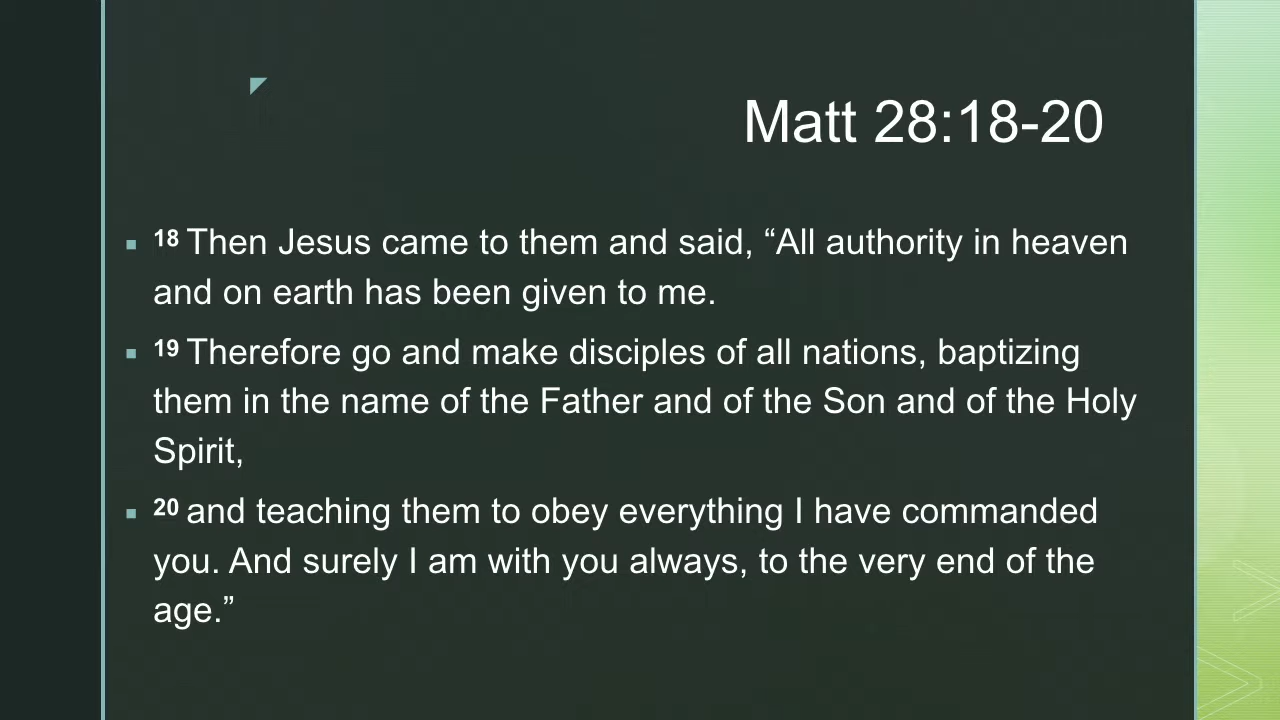 Matt 28:18-20
18 Then Jesus came to them and said, “All authority in heaven
and on earth has been given to me.
19 Therefore go and make disciples of all nations, baptizing
them in the name of the Father and of the Son and of the Holy
Spirit,
20 and teaching them to obey everything I have commanded
you. And surely I am with you always, to the very end of the
age.”